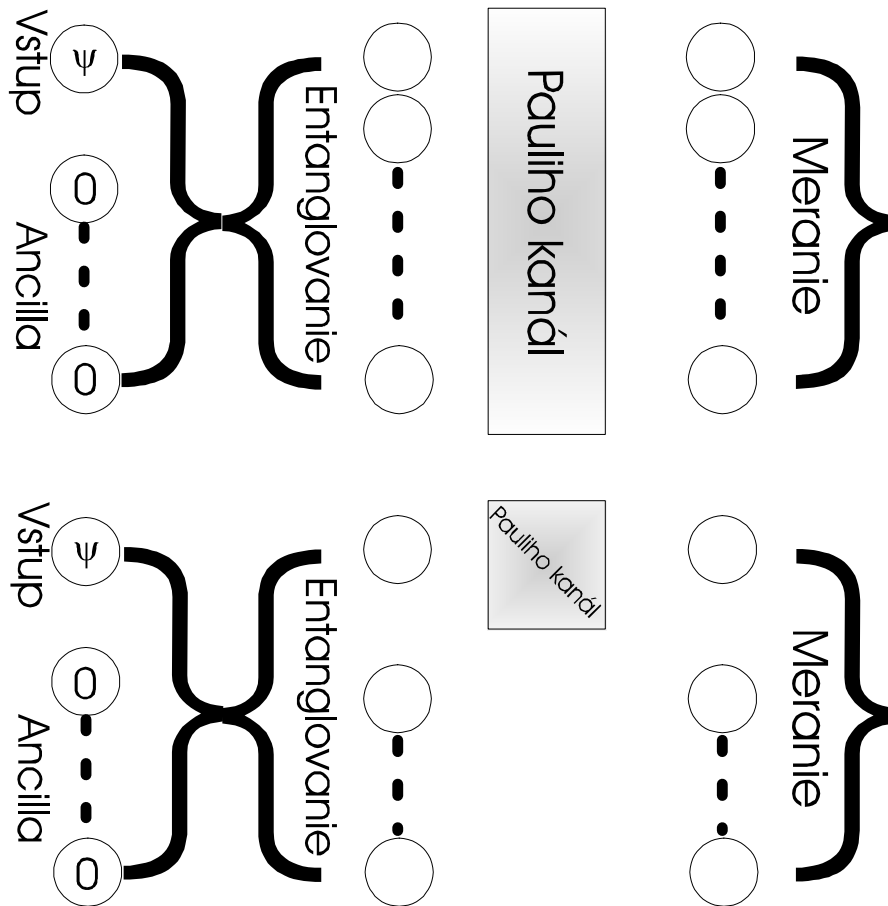 Vstup
ψ
0
Ancilla
0
Entanglovanie
Pauliho kanál
Meranie
Vstup
ψ
0
Ancilla
0
Entanglovanie
Pauliho kanál
Meranie